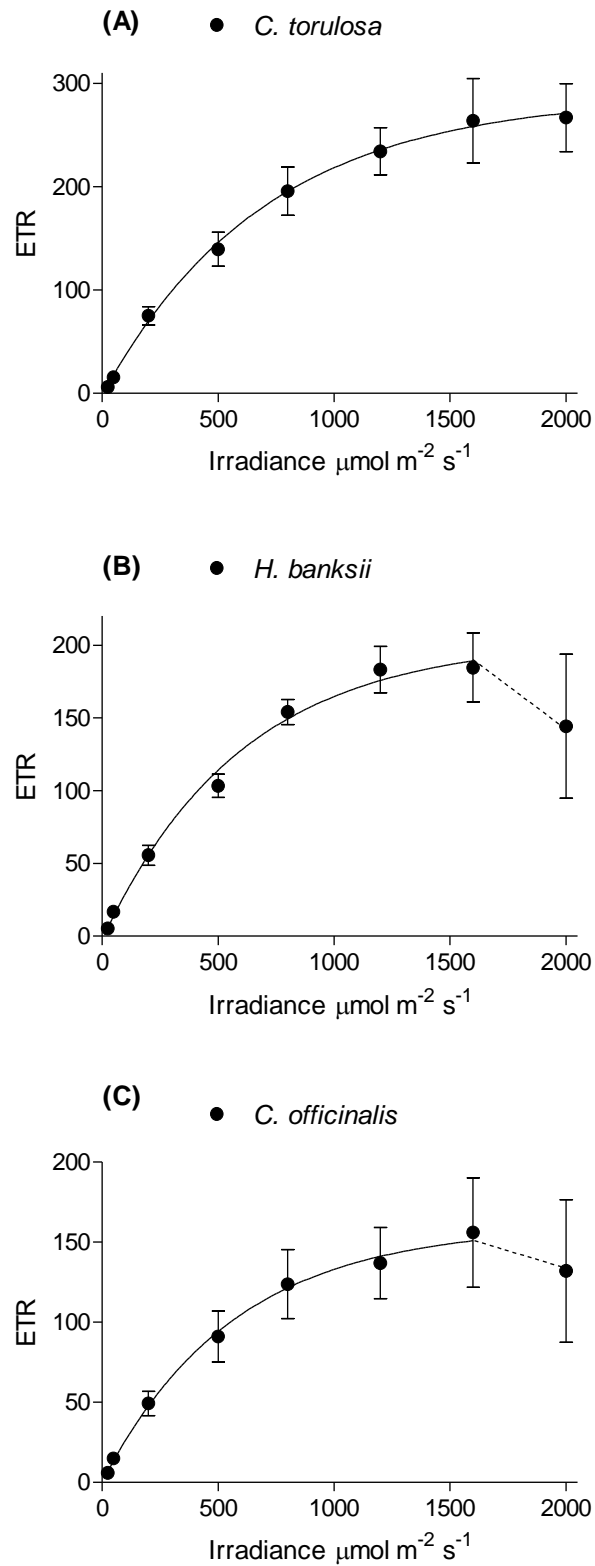 (A) ● C. torulosa
300
200
100
0
ETR
0 500 1000 1500 2000
Irradiance μmol m⁻² s⁻¹
(B) ● H. banksii
200
150
100
50
0
ETR
0 500 1000 1500 2000
Irradiance μmol m⁻² s⁻¹
(C) ● C. officinalis
200
150
100
50
0
ETR
0 500 1000 1500 2000
Irradiance μmol m⁻² s⁻¹